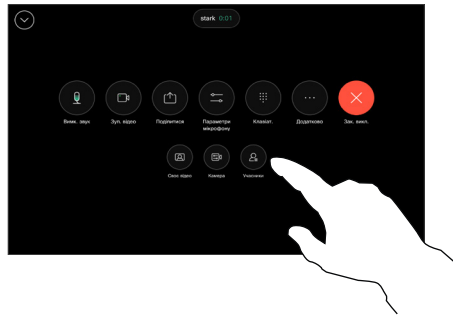 stark 0:01
Вимк. звук
Зуп. відео
Поділитися
Параметри
мікрофону
Клавіат.
Додатково
Зак. викл.
Своє відео
Камера
Учасники